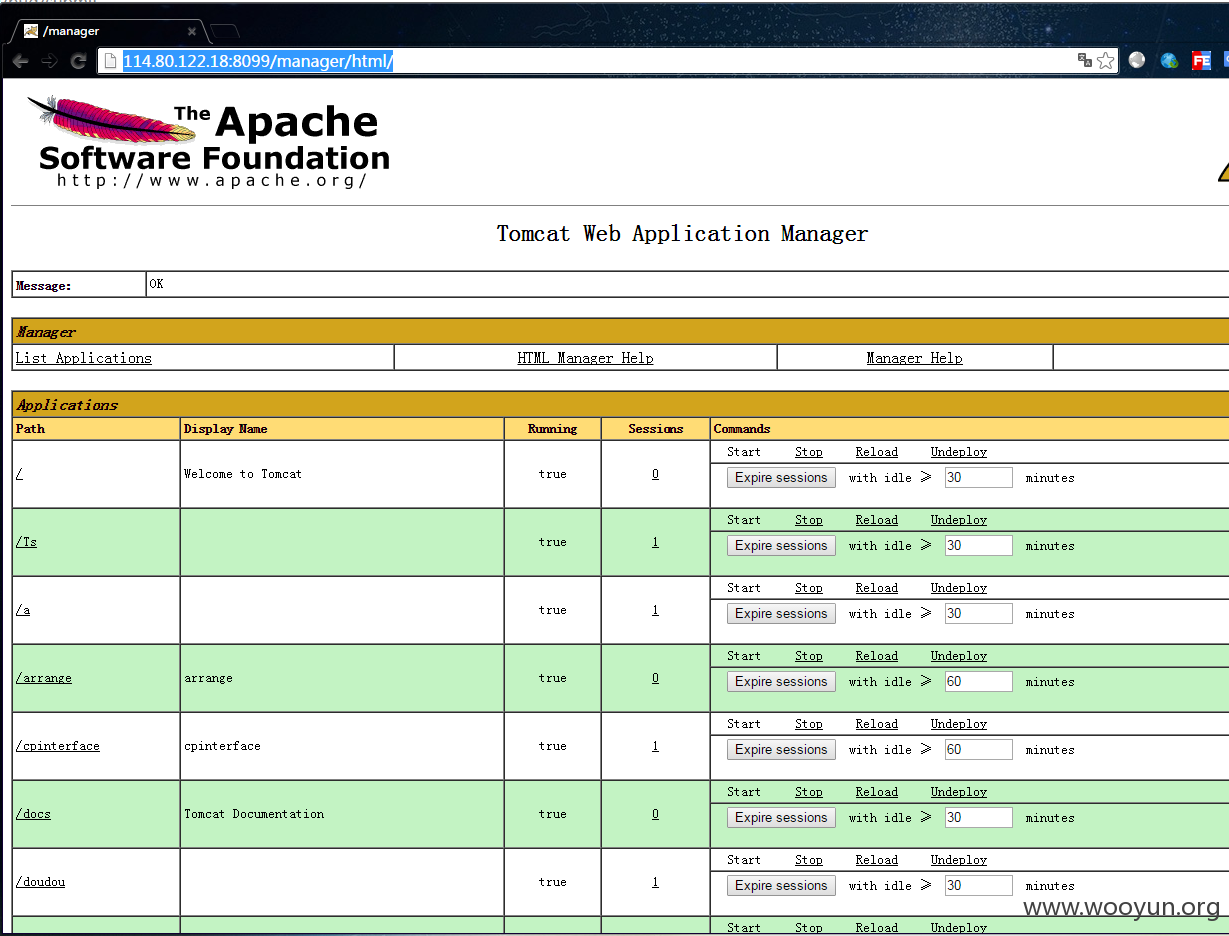 /manager
114.80.122.18:8099/manager/html/
FE
The Apache
Software Foundation
http://www.apache.org/
Tomcat Web Application Manager
Message: OK
Manager
List Applications HTML Manager Help Manager Help
Applications
Path Display Name Running Sessions Commands
Start Stop Reload Undeploy
/ Welcome to Tomcat true 0
Expire sessions with idle ≥ 30 minutes
Start Stop Reload Undeploy
/Ts true 1
Expire sessions with idle ≥ 30 minutes
Start Stop Reload Undeploy
/a true 1
Expire sessions with idle ≥ 30 minutes
Start Stop Reload Undeploy
/arrange arrange true 0
Expire sessions with idle ≥ 60 minutes
Start Stop Reload Undeploy
/cpinterface cpinterface true 1
Expire sessions with idle ≥ 60 minutes
Start Stop Reload Undeploy
/docs Tomcat Documentation true 0
Expire sessions with idle ≥ 30 minutes
Start Stop Reload Undeploy
/doudou true 1
Expire sessions with idle ≥ 30 minutes
www.wooyun.org
Start Stop Reload Undeploy